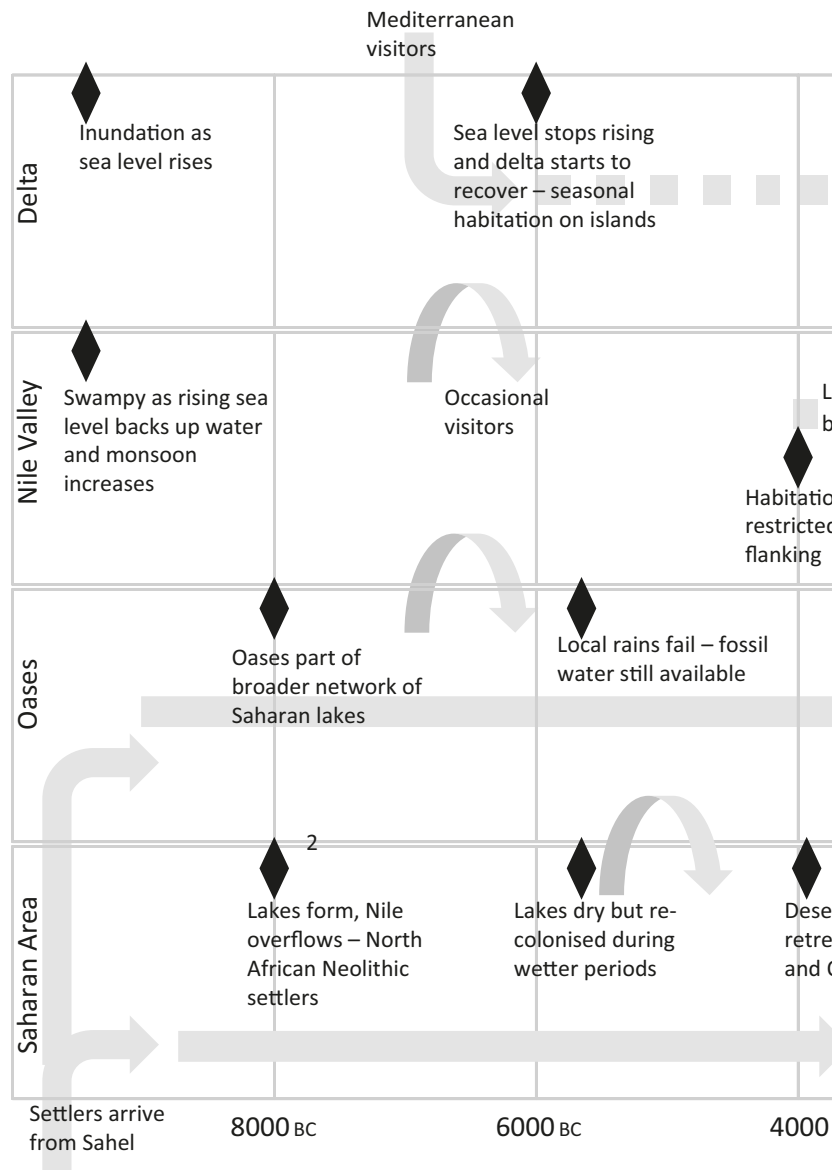 Mediterranean
visitors
Delta
Inundation as
sea level rises
Sea level stops rising
and delta starts to
recover – seasonal
habitation on islands
Nile Valley
Swampy as rising sea
level backs up water
and monsoon
increases
Occasional
visitors
L
b
Habitatio
restricted
flanking
Oases
Oases part of
broader network of
Saharan lakes
Local rains fail – fossil
water still available
2
Saharan Area
Lakes form, Nile
overflows – North
African Neolithic
settlers
Lakes dry but re-
colonised during
wetter periods
Dese
retre
and
Settlers arrive
from Sahel
8000 BC
6000 BC
4000